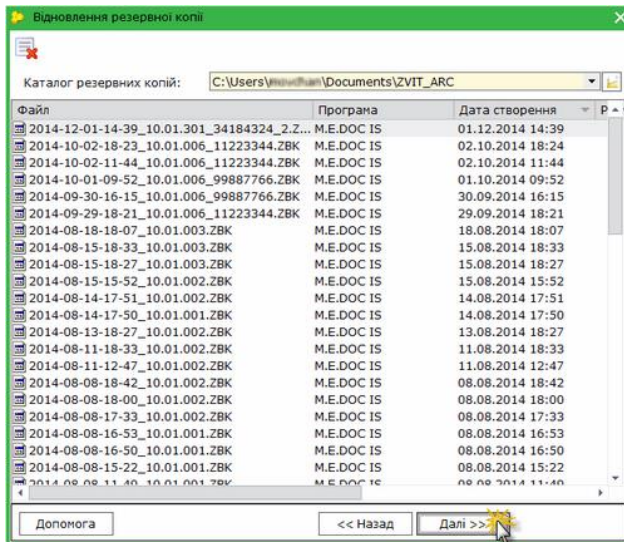 Відновлення резервної копії
Каталог резервних копій: C:\Users\ \Documents\ZVIT_ARC
Файл Програма Дата створення Р
2014-12-01-14-39_10.01.301_34184324_2.Z... M.E.DOC IS 01.12.2014 14:39
2014-10-02-18-23_10.01.006_11223344.ZBK M.E.DOC IS 02.10.2014 18:24
2014-10-02-11-44_10.01.006_11223344.ZBK M.E.DOC IS 02.10.2014 11:44
2014-10-01-09-52_10.01.006_99887766.ZBK M.E.DOC IS 01.10.2014 09:52
2014-09-30-16-15_10.01.006_99887766.ZBK M.E.DOC IS 30.09.2014 16:15
2014-09-29-18-21_10.01.006_11223344.ZBK M.E.DOC IS 29.09.2014 18:21
2014-08-18-18-07_10.01.003.ZBK M.E.DOC IS 18.08.2014 18:07
2014-08-15-18-33_10.01.003.ZBK M.E.DOC IS 15.08.2014 18:33
2014-08-15-18-27_10.01.003.ZBK M.E.DOC IS 15.08.2014 18:27
2014-08-15-15-52_10.01.002.ZBK M.E.DOC IS 15.08.2014 15:52
2014-08-14-17-51_10.01.002.ZBK M.E.DOC IS 14.08.2014 17:51
2014-08-14-17-50_10.01.001.ZBK M.E.DOC IS 14.08.2014 17:50
2014-08-13-18-27_10.01.002.ZBK M.E.DOC IS 13.08.2014 18:27
2014-08-11-18-33_10.01.002.ZBK M.E.DOC IS 11.08.2014 18:33
2014-08-11-12-47_10.01.002.ZBK M.E.DOC IS 11.08.2014 12:47
2014-08-08-18-42_10.01.002.ZBK M.E.DOC IS 08.08.2014 18:42
2014-08-08-18-00_10.01.002.ZBK M.E.DOC IS 08.08.2014 18:00
2014-08-08-17-33_10.01.002.ZBK M.E.DOC IS 08.08.2014 17:33
2014-08-08-16-53_10.01.001.ZBK M.E.DOC IS 08.08.2014 16:53
2014-08-08-16-50_10.01.001.ZBK M.E.DOC IS 08.08.2014 16:50
2014-08-08-15-22_10.01.001.ZBK M.E.DOC IS 08.08.2014 15:22
2014-08-08-11-49_10.01.001.ZBK M.E.DOC IS 08.08.2014 11:49
Допомога << Назад Далі >>